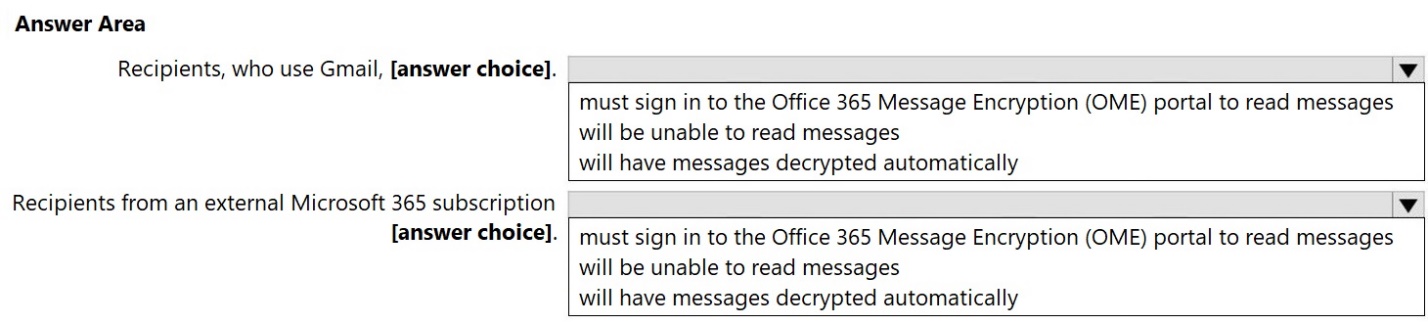 Answer Area
Recipients, who use Gmail, [answer choice].
must sign in to the Office 365 Message Encryption (OME) portal to read messages
will be unable to read messages
will have messages decrypted automatically
Recipients from an external Microsoft 365 subscription
[answer choice].
must sign in to the Office 365 Message Encryption (OME) portal to read messages
will be unable to read messages
will have messages decrypted automatically